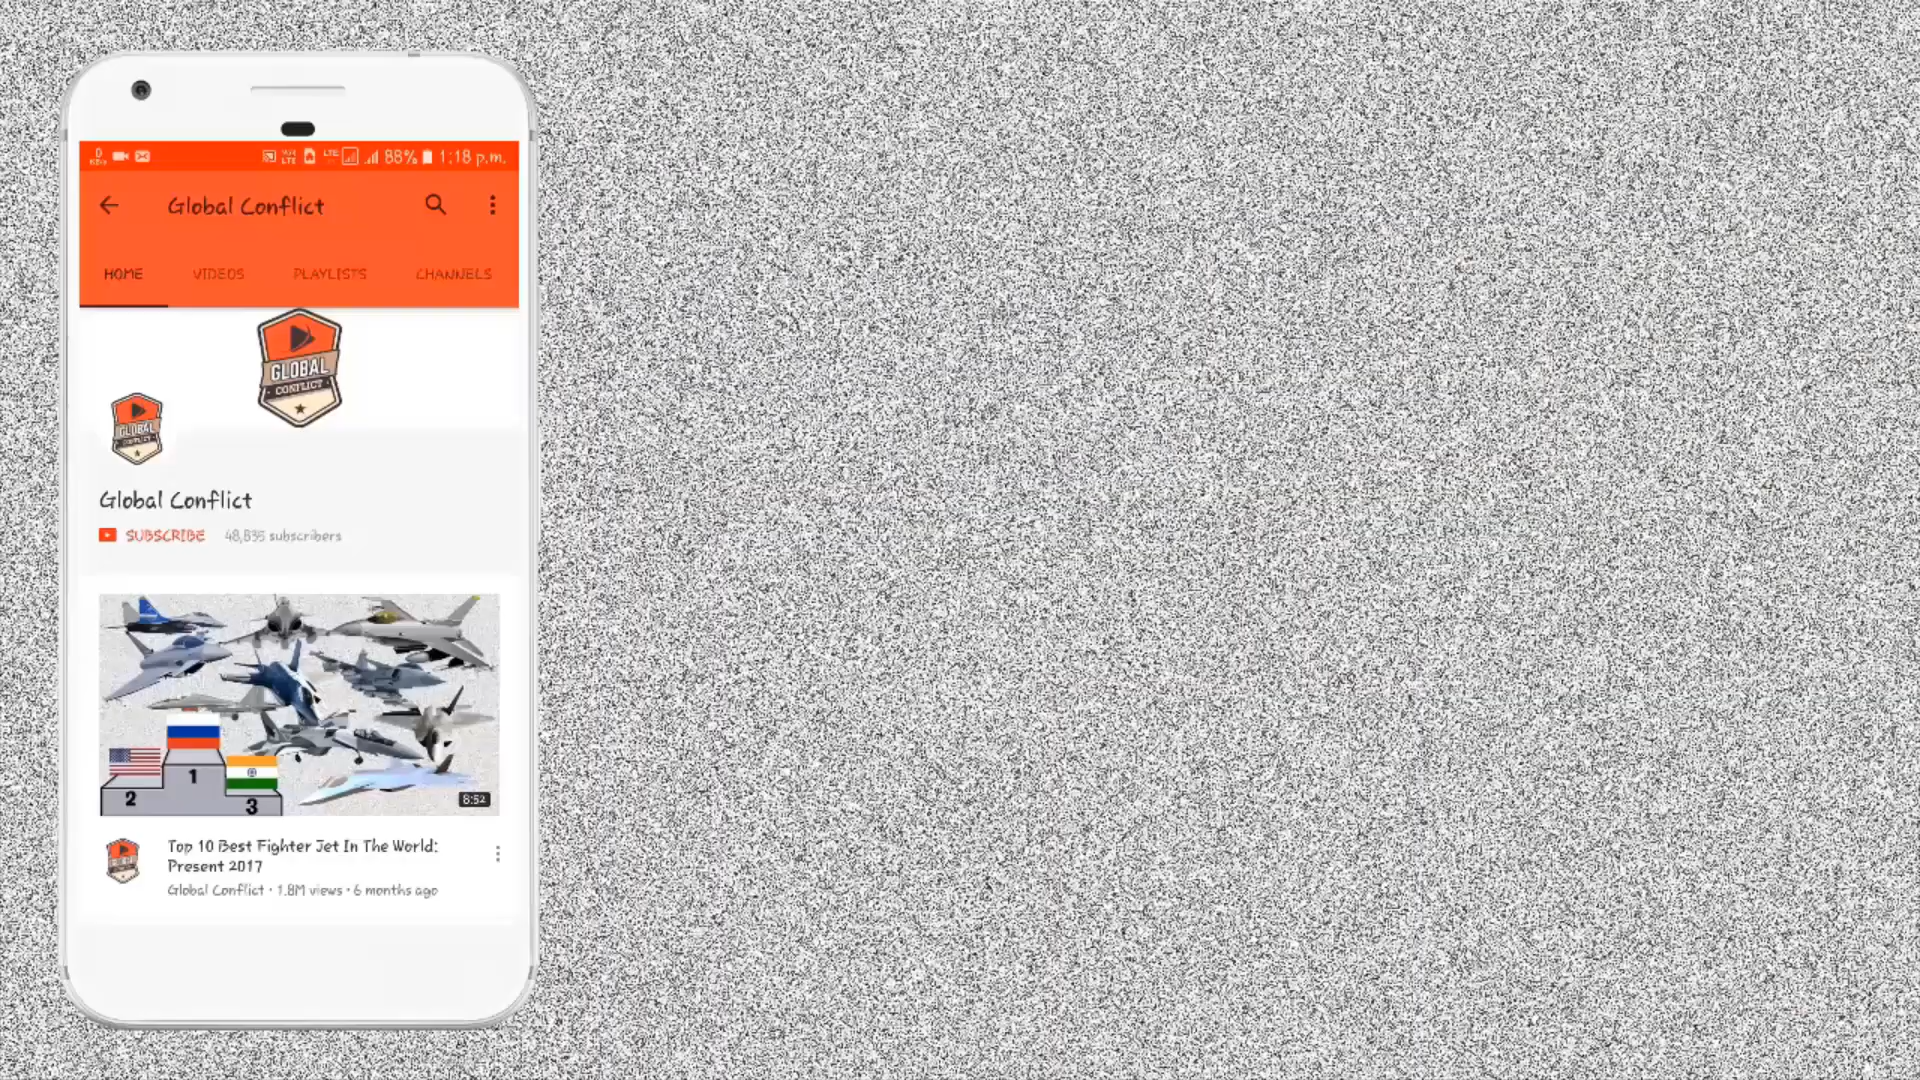 88% 1:18 p.m.
Global Conflict
HOME VIDEOS PLAYLISTS CHANNELS
GLOBAL
CONFLICT
GLOBAL
CONFLICT
Global Conflict
SUBSCRIBE 48,835 subscribers
1
2
3
8:52
Top 10 Best Fighter Jet In The World:
Present 2017
Global Conflict • 1.8M views • 6 months ago